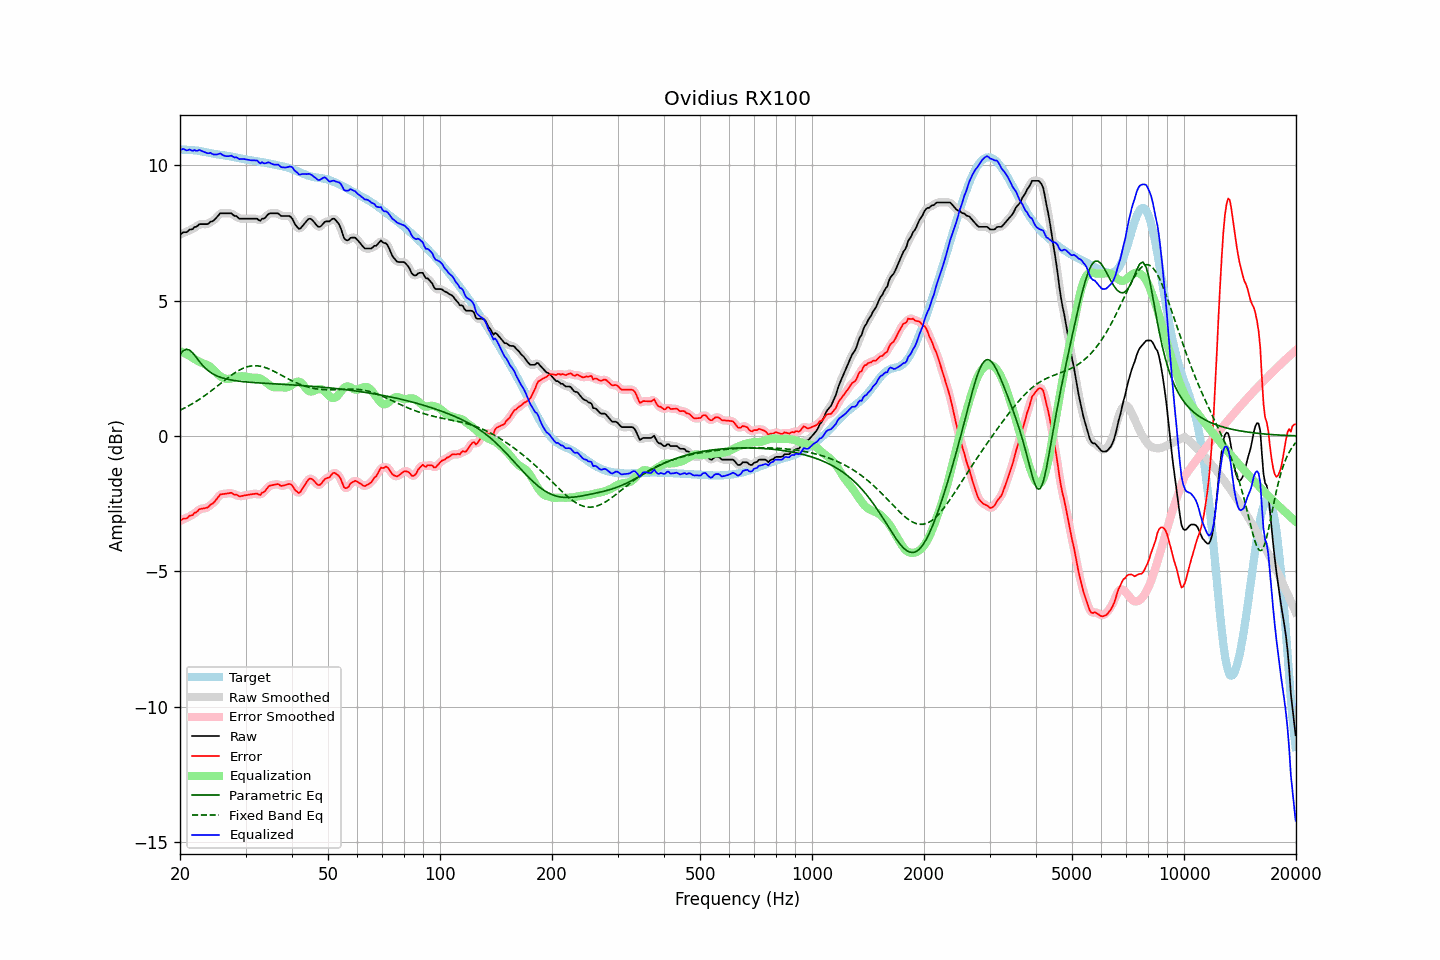 Ovidius RX100
Amplitude (dBr)
10
5
0
−5
−10
−15
Target
Raw Smoothed
Error Smoothed
Raw
Error
Equalization
Parametric Eq
Fixed Band Eq
Equalized
20 50 100 200 500 1000 2000 5000 10000 20000
Frequency (Hz)